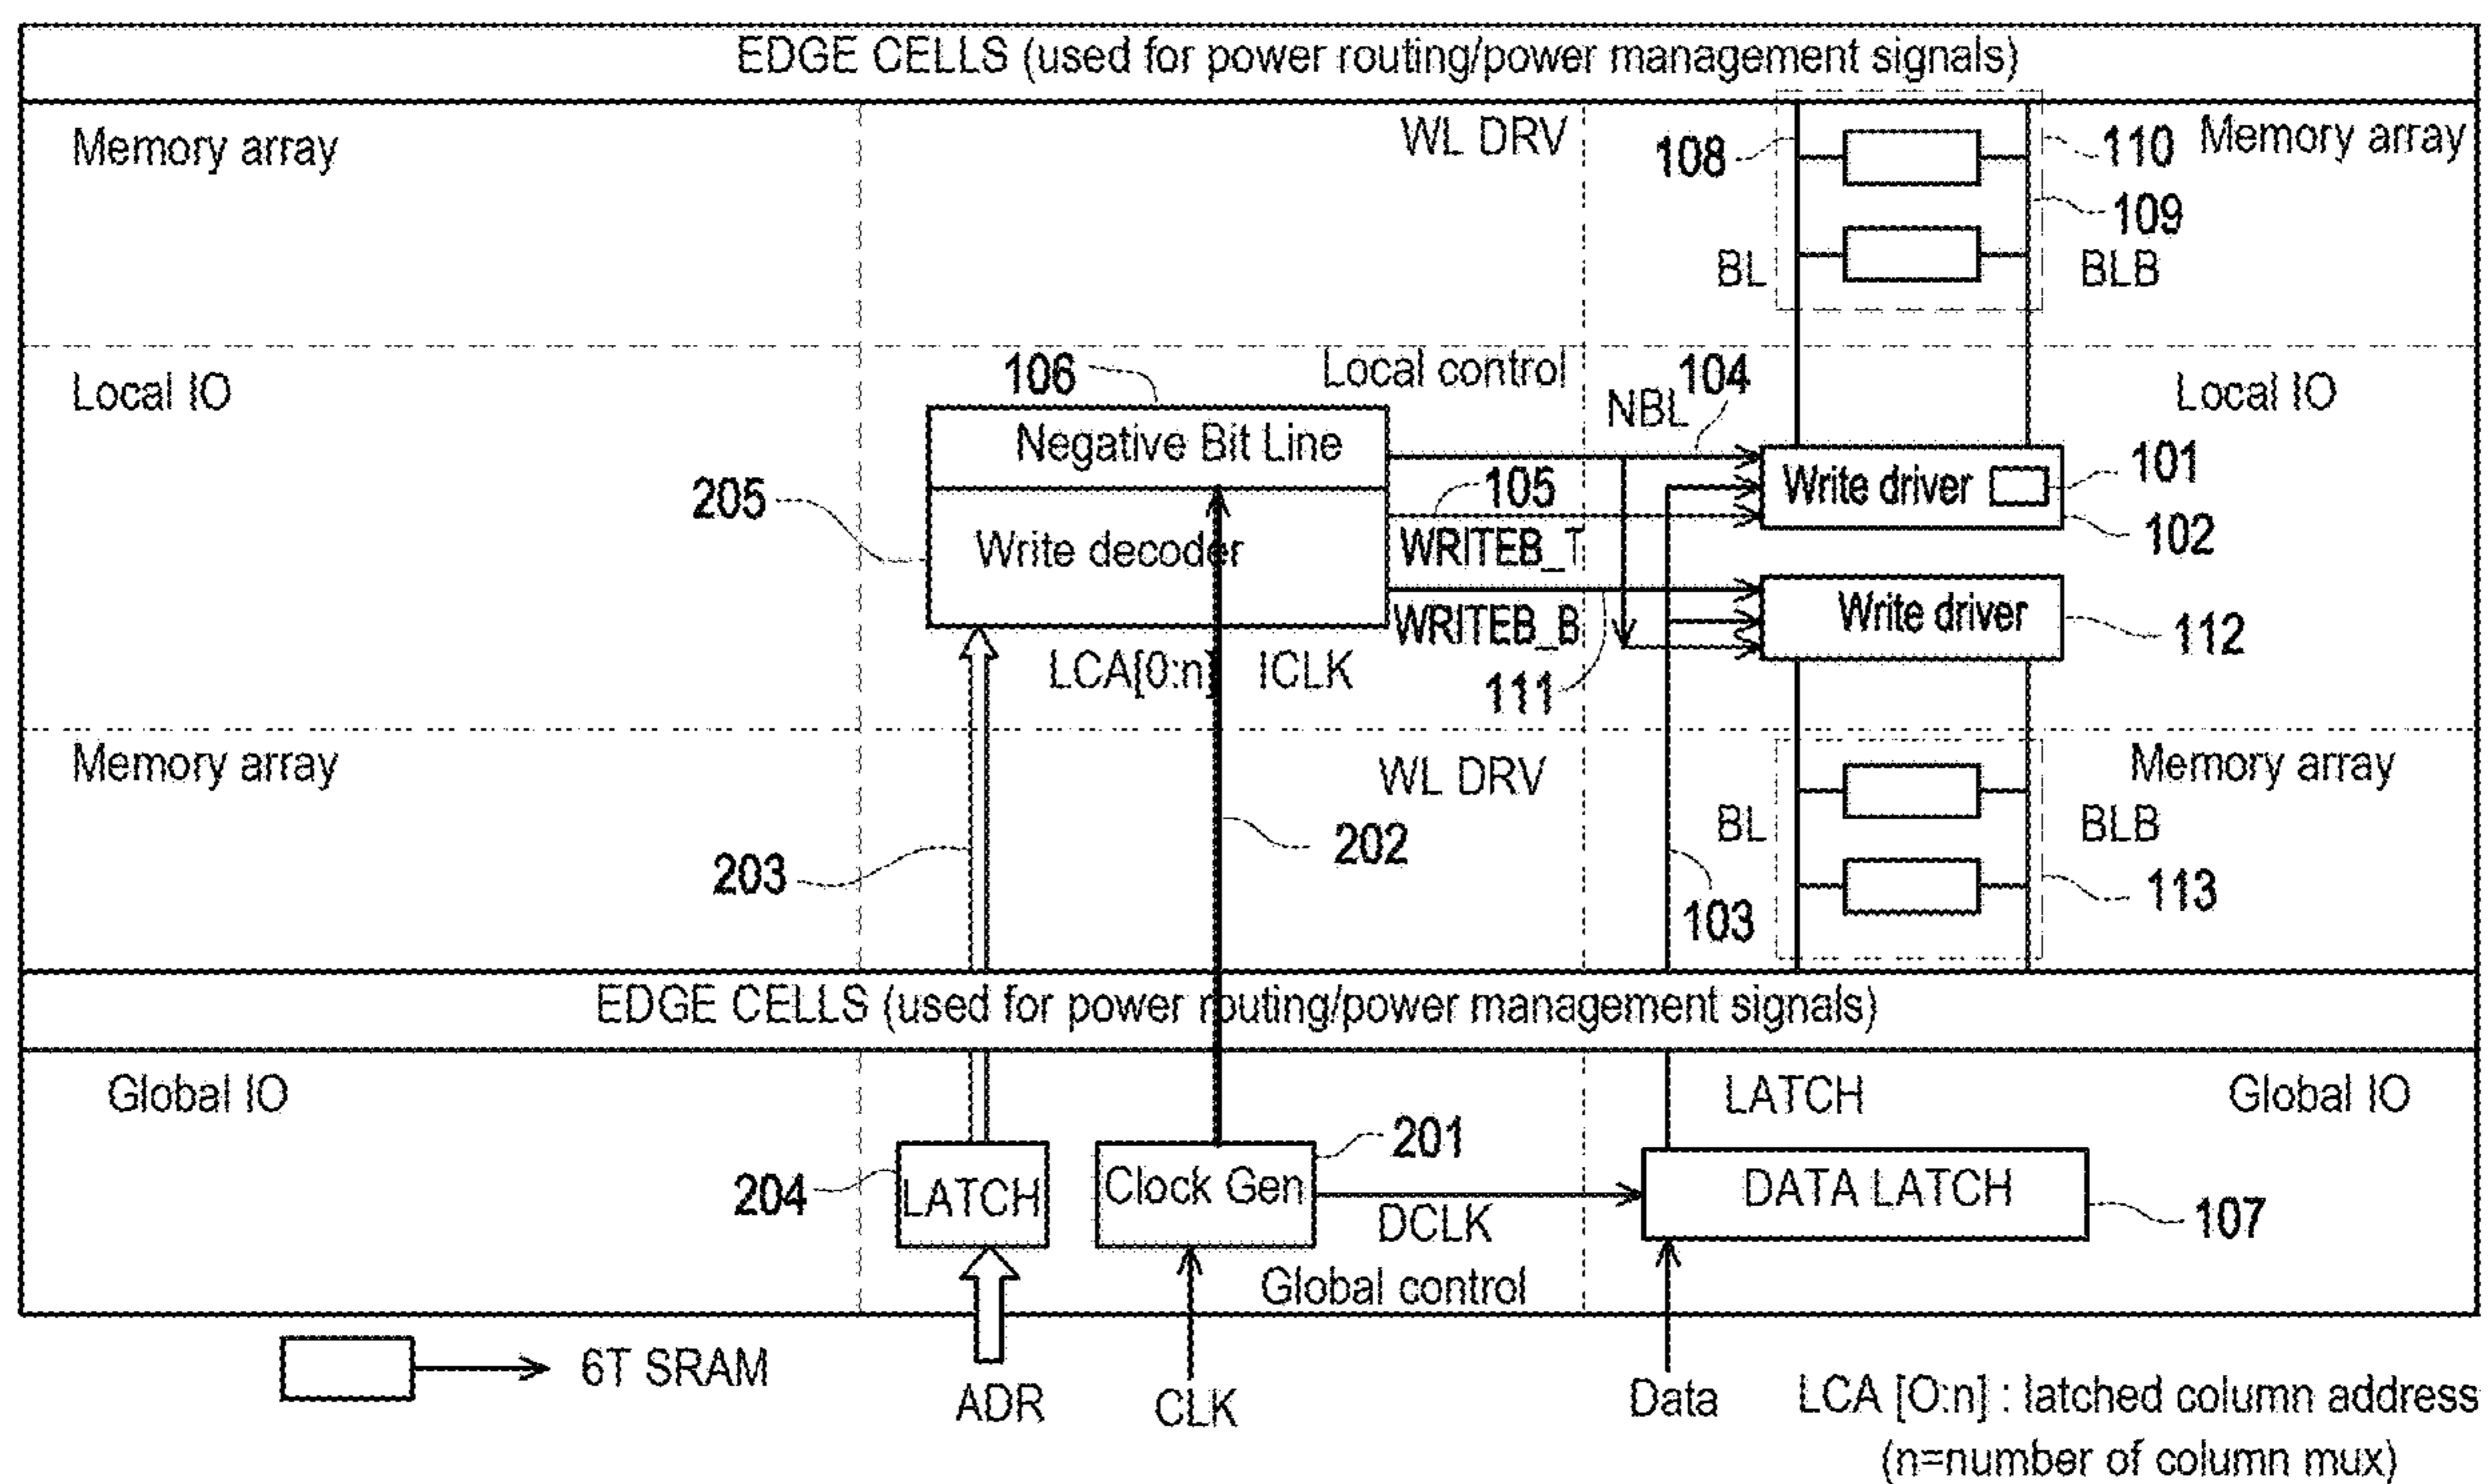 EDGE CELLS (used for power routing/power management signals)
Memory array
WL DRV
108
110
Memory array
109
BL
BLB
Local IO
106
Local control
104
NBL
Local IO
Negative Bit Line
205
105
Write driver
101
Write decoder
WRITEB_T
102
WRITEB_B
Write driver
112
LCA[0:n]
ICLK
111
Memory array
WL DRV
Memory array
BL
BLB
203
202
103
113
EDGE CELLS (used for power routing/power management signals)
Global IO
LATCH
Global IO
201
204
LATCH
Clock Gen
DCLK
DATA LATCH
107
Global control
6T SRAM
ADR
CLK
Data
LCA [O:n] : latched column address
(n=number of column mux)